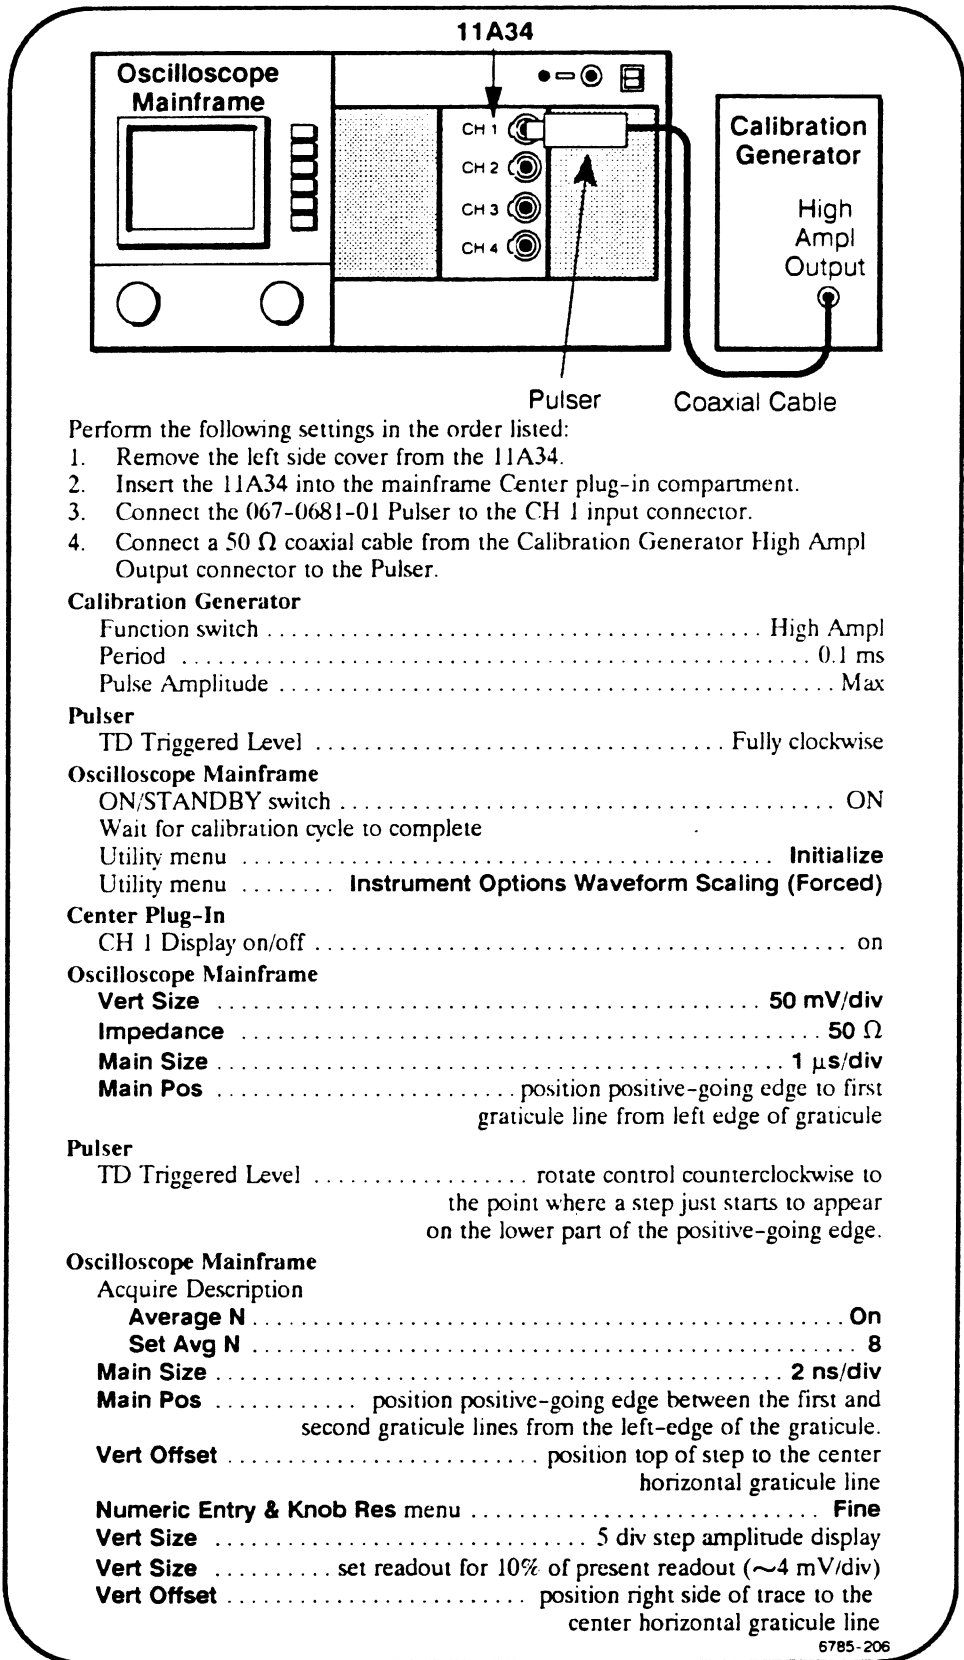 11A34
Oscilloscope
Mainframe
CH 1
CH 2
CH 3
CH 4
Calibration
Generator
High
Ampl
Output
Pulser
Coaxial Cable
Perform the following settings in the order listed:
1. Remove the left side cover from the 11A34.
2. Insert the 11A34 into the mainframe Center plug-in compartment.
3. Connect the 067-0681-01 Pulser to the CH 1 input connector.
4. Connect a 50 Ω coaxial cable from the Calibration Generator High Ampl
Output connector to the Pulser.
Calibration Generator
Function switch . . . . . . . . . . . . . . . . . . . . High Ampl
Period . . . . . . . . . . . . . . . . . . . . 0.1 ms
Pulse Amplitude . . . . . . . . . . . . . . . . . . . . Max
Pulser
TD Triggered Level . . . . . . . . . . . . . . . . . . . . Fully clockwise
Oscilloscope Mainframe
ON/STANDBY switch . . . . . . . . . . . . . . . . . . . . ON
Wait for calibration cycle to complete
Utility menu . . . . . . . . . . . . . . . . . . . . Initialize
Utility menu . . . . . . . . Instrument Options Waveform Scaling (Forced)
Center Plug-In
CH 1 Display on/off . . . . . . . . . . . . . . . . . . . . on
Oscilloscope Mainframe
Vert Size . . . . . . . . . . . . . . . . . . . . 50 mV/div
Impedance . . . . . . . . . . . . . . . . . . . . 50 Ω
Main Size . . . . . . . . . . . . . . . . . . . . 1 μs/div
Main Pos . . . . . . . . . . . . . . . . . . . . position positive-going edge to first
graticule line from left edge of graticule
Pulser
TD Triggered Level . . . . . . . . . . . . . . . . . . rotate control counterclockwise to
the point where a step just starts to appear
on the lower part of the positive-going edge.
Oscilloscope Mainframe
Acquire Description
Average N . . . . . . . . . . . . . . . . . . . . On
Set Avg N . . . . . . . . . . . . . . . . . . . . 8
Main Size . . . . . . . . . . . . . . . . . . . . 2 ns/div
Main Pos . . . . . . . . . . . . position positive-going edge between the first and
second graticule lines from the left-edge of the graticule.
Vert Offset . . . . . . . . . . . . . . . . . . . . position top of step to the center
horizontal graticule line
Numeric Entry & Knob Res menu . . . . . . . . . . . . . . . . . . . . Fine
Vert Size . . . . . . . . . . . . . . . . . . . . 5 div step amplitude display
Vert Size . . . . . . . . . . set readout for 10% of present readout (~4 mV/div)
Vert Offset . . . . . . . . . . . . . . . . . . . . position right side of trace to the
center horizontal graticule line
6785-206